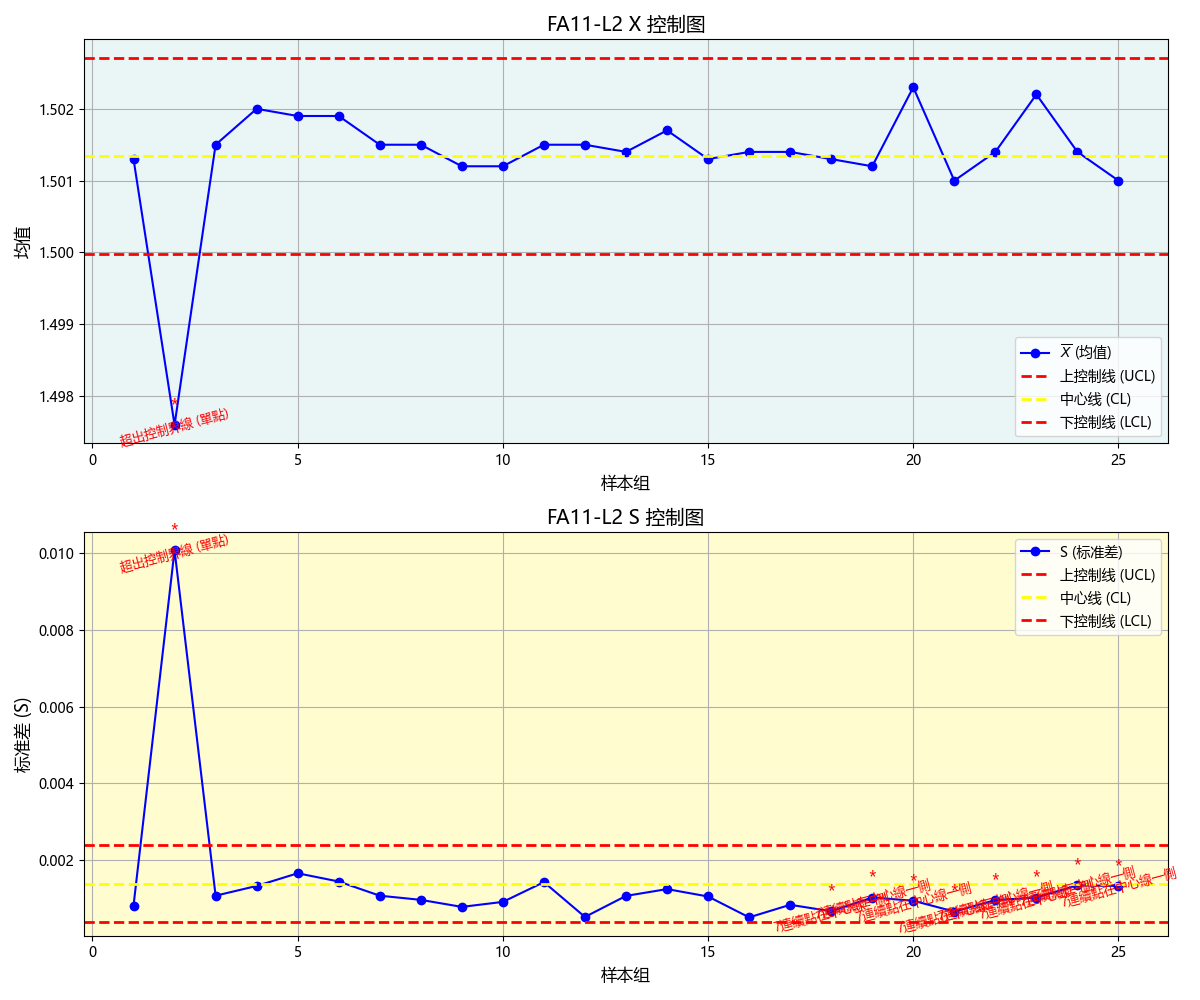 FA11-L2 X 控制图
1.502
1.501
1.500
1.499
1.498
均值
*
超出控制界線 (單點)
X (均值)
上控制线 (UCL)
中心线 (CL)
下控制线 (LCL)
0 5 10 15 20 25
样本组
FA11-L2 S 控制图
*
超出控制界線 (單點)
0.010
0.008
0.006
0.004
0.002
标准差 (S)
S (标准差)
上控制线 (UCL)
中心线 (CL)
下控制线 (LCL)
* * * * * * * *
0 5 10 15 20 25
样本组